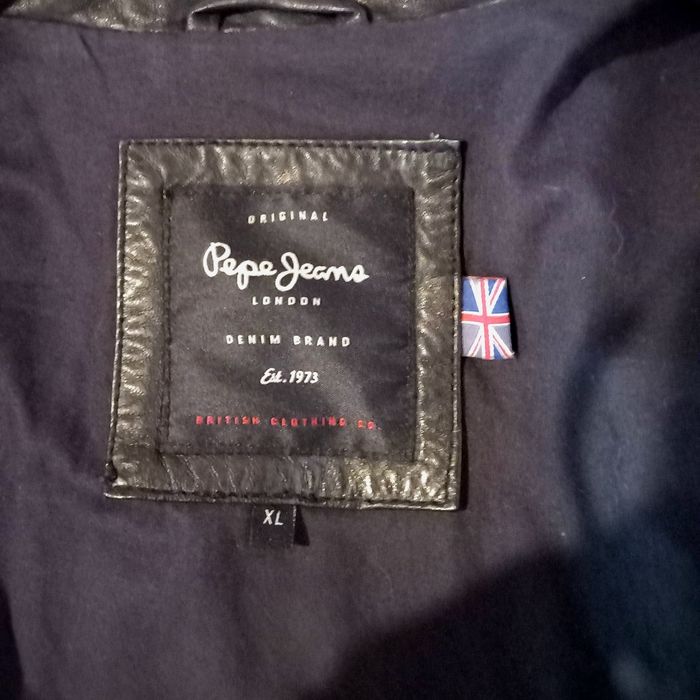 ORIGINAL
Pepe Jeans
LONDON
DENIM BRAND
Est. 1973
BRITISH CLOTHING CO.
XL